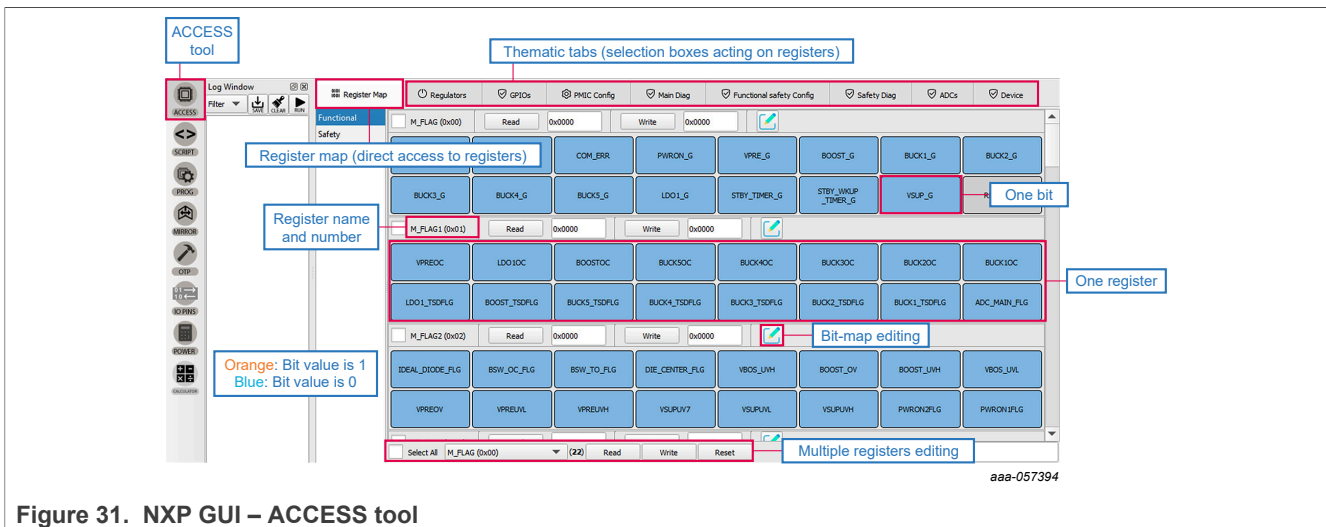 ACCESS
tool
Thematic tabs (selection boxes acting on registers)
ACCESS
Log Window
Filter
SAVE
CLEAR
RUN
Register Map
Regulators
GPIOs
PMIC Config
Main Diag
Functional safety Config
Safety Diag
ADCs
Device
Functional
Safety
M_FLAG (0x00)
Read
0x0000
Write
0x0000
SCRIPT
Register map (direct access to registers)
COM_ERR
PWRON_G
VPRE_G
BOOST_G
BUCK1_G
BUCK2_G
PROG
BUCK3_G
BUCK4_G
BUCK5_G
LDO1_G
STBY_TIMER_G
STBY_WKUP
_TIMER_G
VSUP_G
One bit
Register name
and number
MIRROR
M_FLAG1 (0x01)
Read
0x0000
Write
0x0000
OTP
VPREOC
LDO1OC
BOOSTOC
BUCK5OC
BUCK4OC
BUCK3OC
BUCK2OC
BUCK1OC
One register
IO PINS
LDO1_TSDFLG
BOOST_TSDFLG
BUCK5_TSDFLG
BUCK4_TSDFLG
BUCK3_TSDFLG
BUCK2_TSDFLG
BUCK1_TSDFLG
ADC_MAIN_FLG
POWER
M_FLAG2 (0x02)
Read
0x0000
Write
0x0000
Bit-map editing
Orange: Bit value is 1
Blue: Bit value is 0
CALCULATOR
IDEAL_DIODE_FLG
BSW_OC_FLG
BSW_TO_FLG
DIE_CENTER_FLG
VBOS_UVH
BOOST_OV
BOOST_UVH
VBOS_UVL
VPREOV
VPREUVL
VPREUVH
VSUPUV7
VSUPUVL
VSUPUVH
PWRON2FLG
PWRON1FLG
Select All
M_FLAG (0x00)
(22)
Read
Write
Reset
Multiple registers editing
aaa-057394
Figure 31. NXP GUI – ACCESS tool